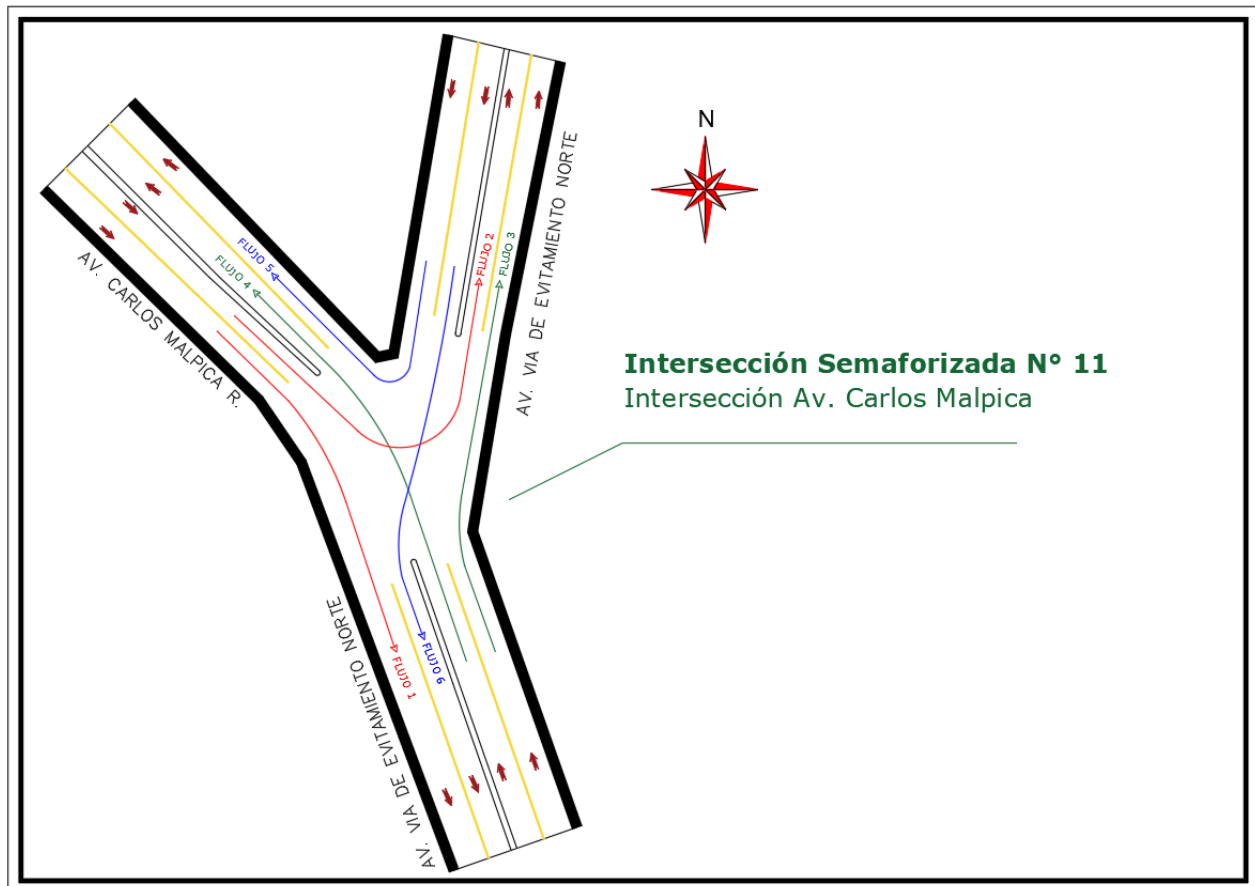 N
AV. CARLOS MALPICA R.
FLUJO 5
FLUJO 4
FLUJO 2
FLUJO 3
AV. VIA DE EVITAMIENTO NORTE
Intersección Semaforizada N° 11
Intersección Av. Carlos Malpica
AV. VIA DE EVITAMIENTO NORTE
FLUJO 1
FLUJO 6